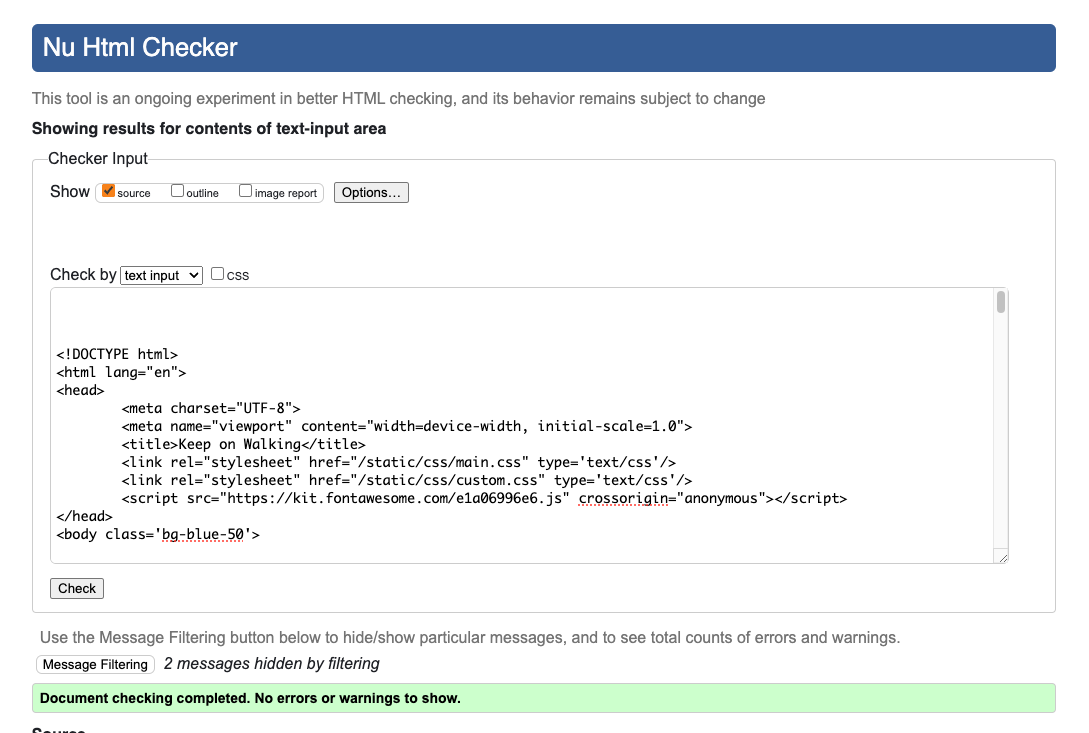 Nu Html Checker
This tool is an ongoing experiment in better HTML checking, and its behavior remains subject to change
Showing results for contents of text-input area
Checker Input
Show source outline image report Options...
Check by text input css
<!DOCTYPE html>
<html lang="en">
<head>
<meta charset="UTF-8">
<meta name="viewport" content="width=device-width, initial-scale=1.0">
<title>Keep on Walking</title>
<link rel="stylesheet" href="/static/css/main.css" type='text/css'/>
<link rel="stylesheet" href="/static/css/custom.css" type='text/css'/>
<script src="https://kit.fontawesome.com/e1a06996e6.js" crossorigin="anonymous"></script>
</head>
<body class='bg-blue-50'>
Check
Use the Message Filtering button below to hide/show particular messages, and to see total counts of errors and warnings.
Message Filtering 2 messages hidden by filtering
Document checking completed. No errors or warnings to show.
Source